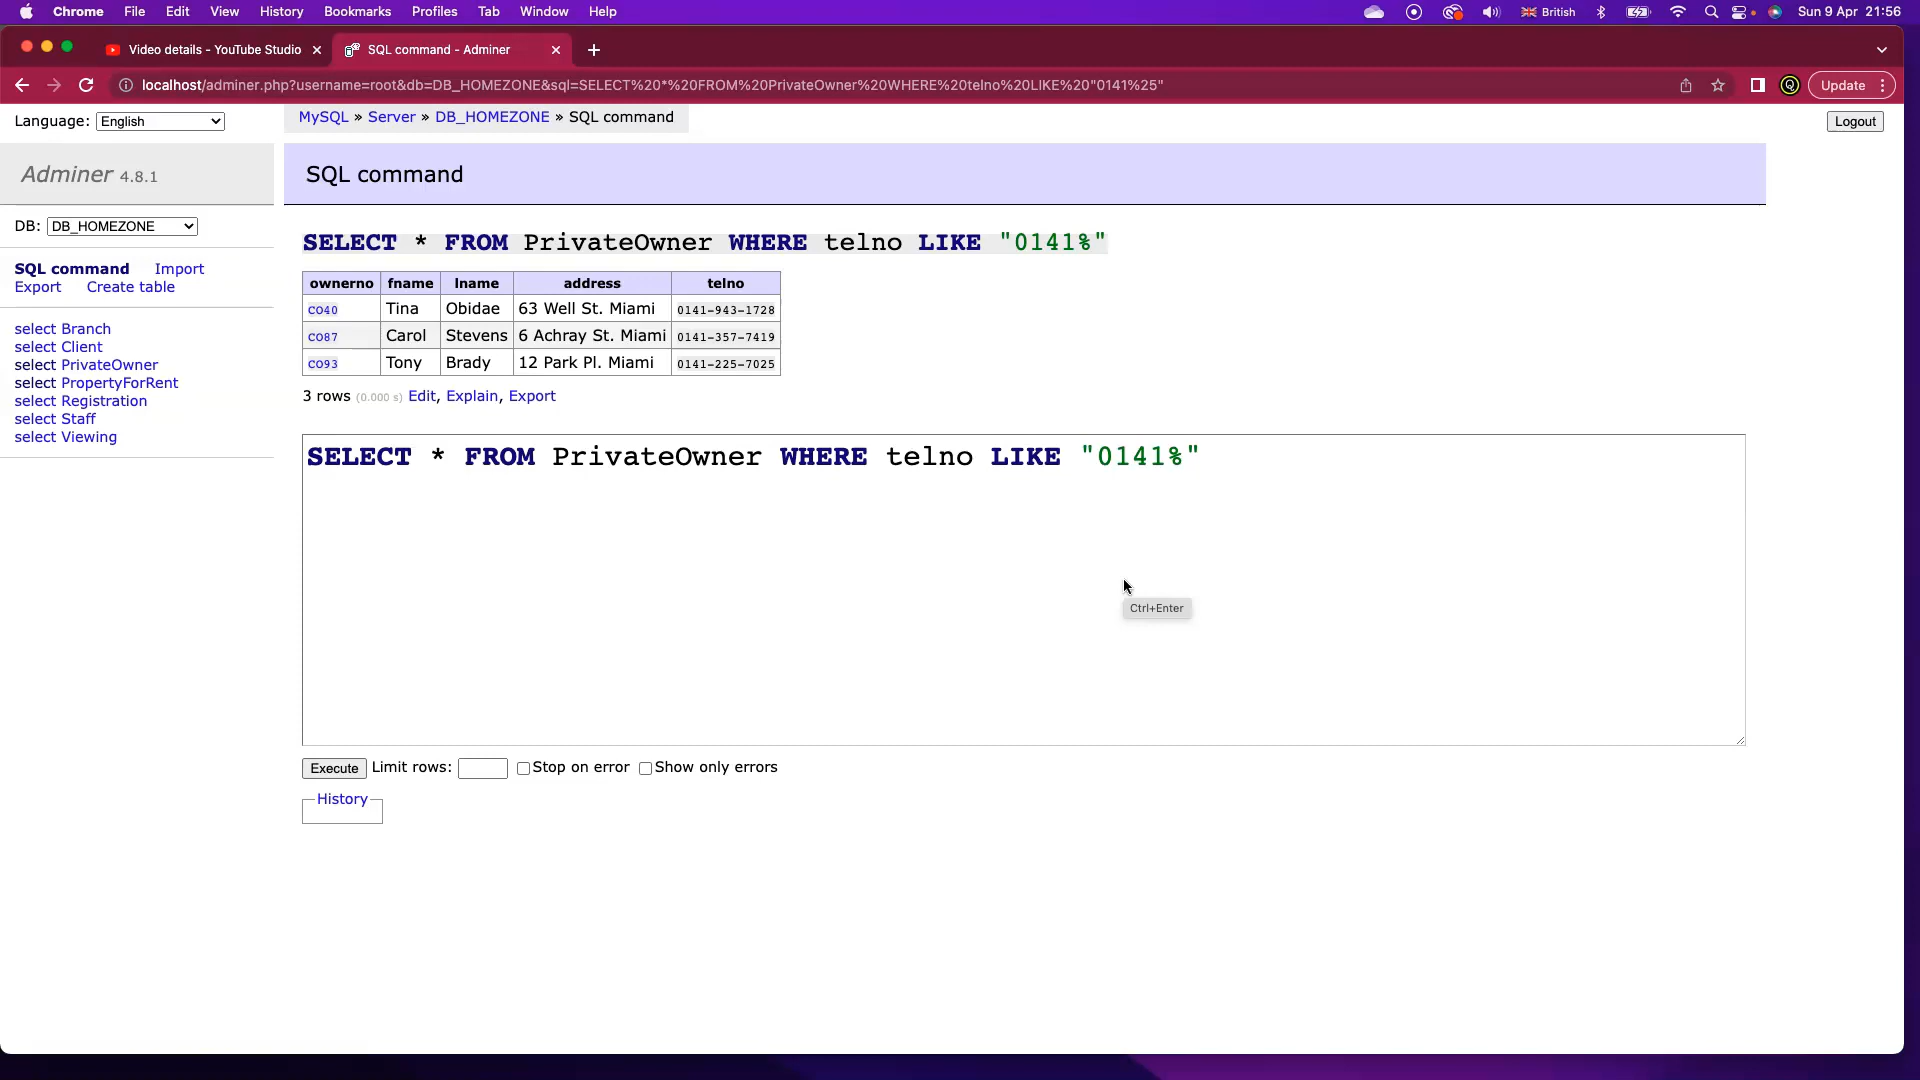 Chrome File Edit View History Bookmarks Profiles Tab Window Help British Sun 9 Apr 21:56
Video details - YouTube Studio SQL command - Adminer
localhost/adminer.php?username=root&db=DB_HOMEZONE&sql=SELECT%20*%20FROM%20PrivateOwner%20WHERE%20telno%20LIKE%20"0141%25" Update
Language: English MySQL » Server » DB_HOMEZONE » SQL command Logout
Adminer 4.8.1 SQL command
DB: DB_HOMEZONE
SQL command Import
Export Create table
select Branch
select Client
select PrivateOwner
select PropertyForRent
select Registration
select Staff
select Viewing
SELECT * FROM PrivateOwner WHERE telno LIKE "0141%"
ownerno fname lname address telno
CO40 Tina Obidae 63 Well St. Miami 0141-943-1728
CO87 Carol Stevens 6 Achray St. Miami 0141-357-7419
CO93 Tony Brady 12 Park Pl. Miami 0141-225-7025
3 rows (0.000 s) Edit, Explain, Export
SELECT * FROM PrivateOwner WHERE telno LIKE "0141%"
Ctrl+Enter
Execute Limit rows: Stop on error Show only errors
History